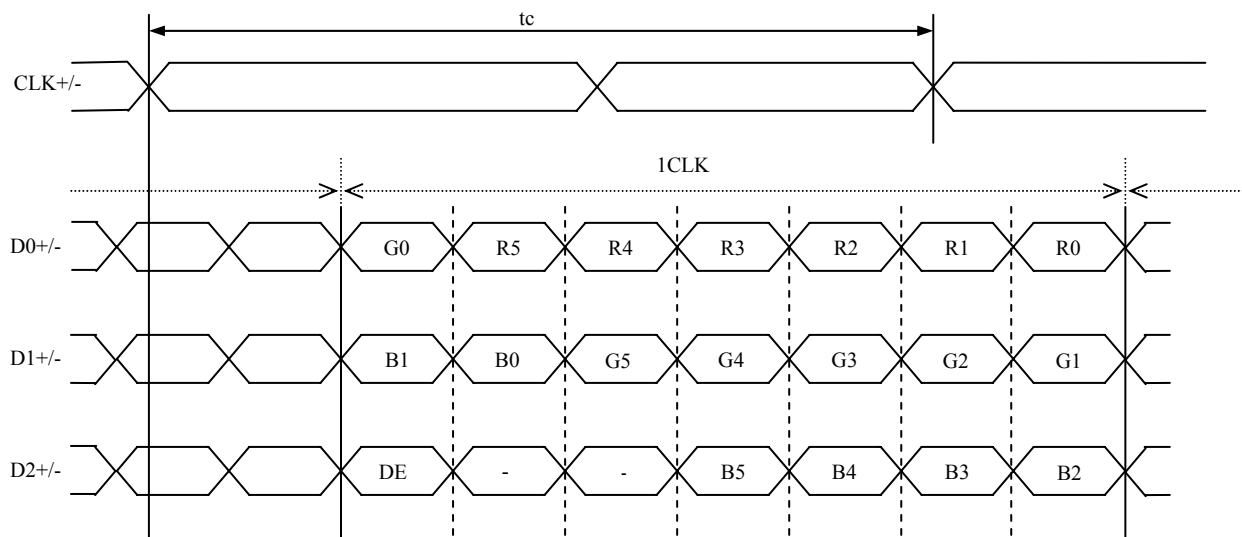 tc
CLK+/-
1CLK
D0+/- G0 R5 R4 R3 R2 R1 R0
D1+/- B1 B0 G5 G4 G3 G2 G1
D2+/- DE - - B5 B4 B3 B2